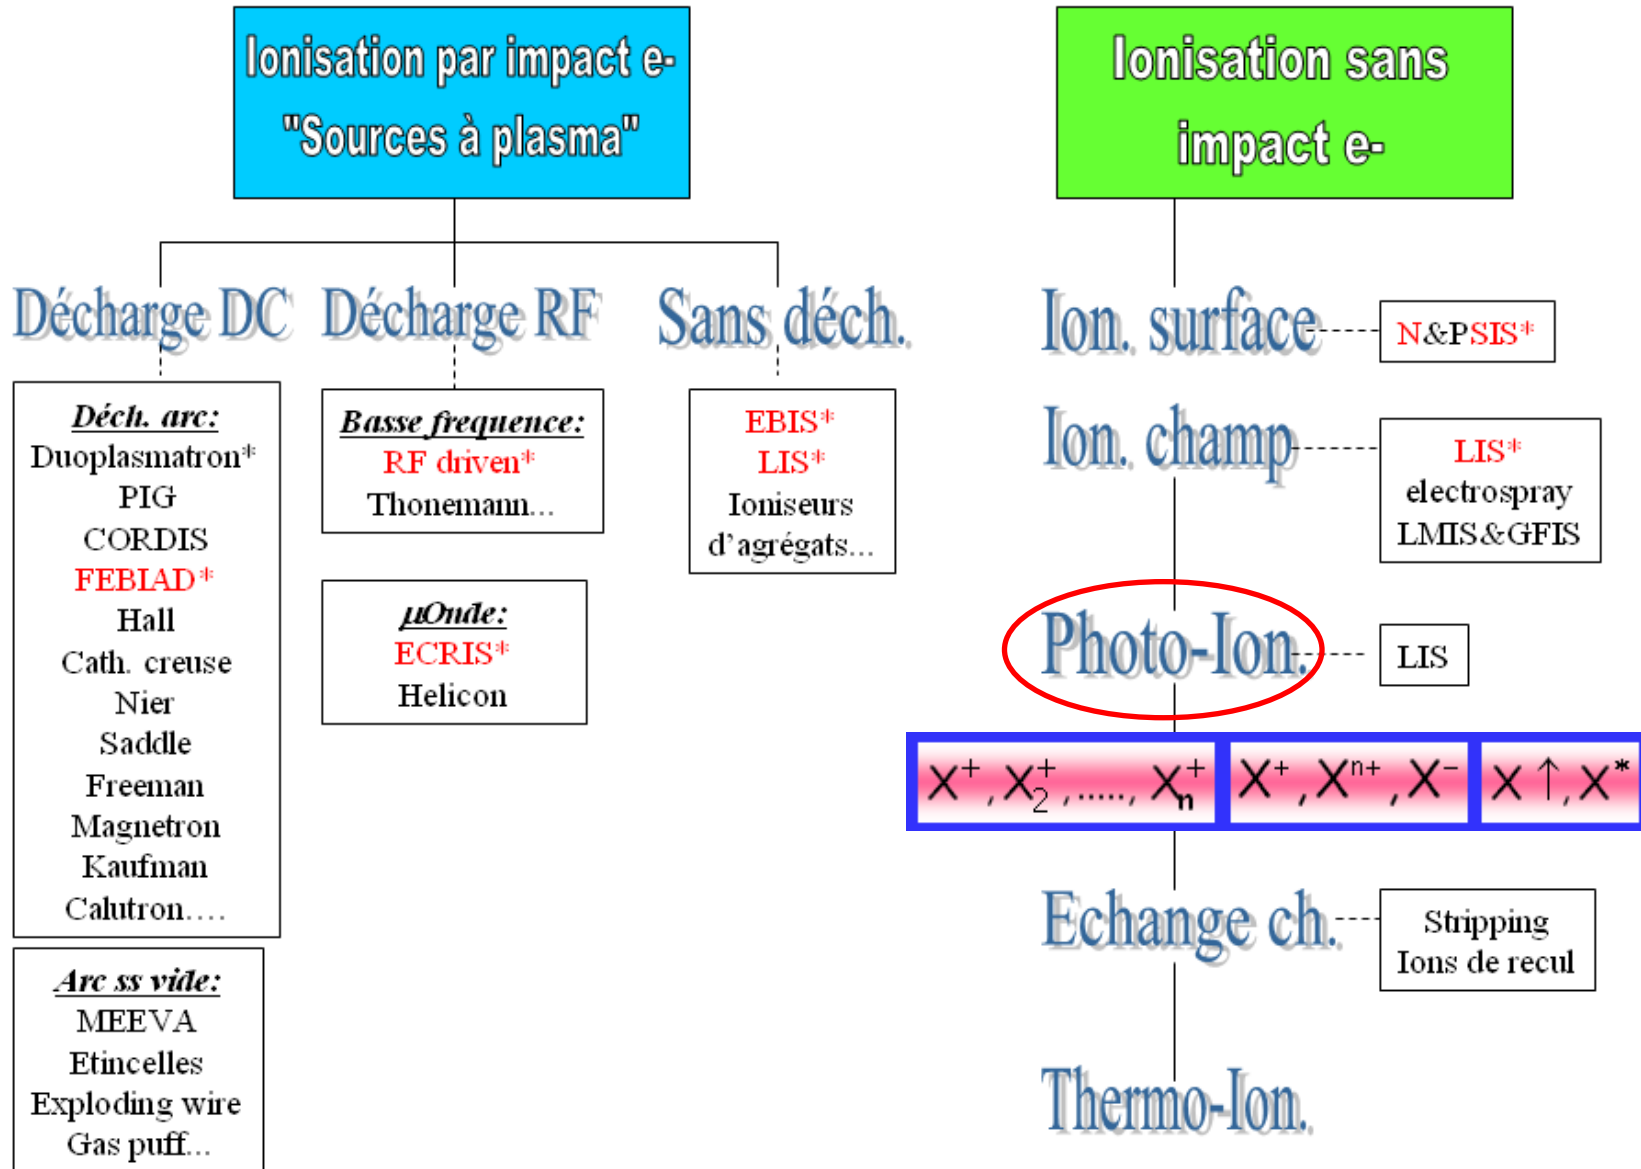 Ionisation par impact e-
"Sources à plasma"
Décharge DC
Décharge RF
Sans déch.
Déch. arc:
Duoplasmatron*
PIG
CORDIS
FEBIAD*
Hall
Cath. creuse
Nier
Saddle
Freeman
Magnetron
Kaufman
Calutron....
Arc ss vide:
MEEVA
Etincelles
Exploding wire
Gas puff...
Basse frequence:
RF driven*
Thonemann...
µOnde:
ECRIS*
Helicon
EBIS*
LIS*
Ioniseurs
d’agrégats...
Ionisation sans
impact e-
Ion. surface
N&PSIS*
Ion. champ
LIS*
electrospray
LMIS&GFIS
Photo-Ion.
LIS
X⁺, X₂⁺, ....., Xₙ⁺
X⁺, Xⁿ⁺, X⁻
X ↑, X*
Echange ch.
Stripping
Ions de recul
Thermo-Ion.